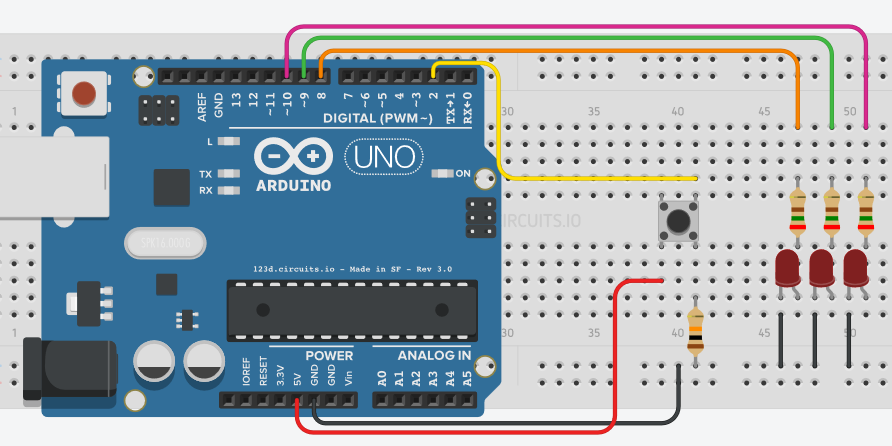 AREF
GND
13
12
~11
~10
~9
8
7
~6
~5
4
~3
2
TX→1
RX←0
DIGITAL (PWM~)
1
30
35
40
45
50
L
TX
RX
UNO
ON
ARDUINO
CIRCUITS.IO
SPK16.000G
123d.circuits.io – Made in SF – Rev 3.0
1
30
35
40
45
50
POWER
ANALOG IN
IOREF
RESET
3.3V
5V
GND
GND
Vin
A0
A1
A2
A3
A4
A5